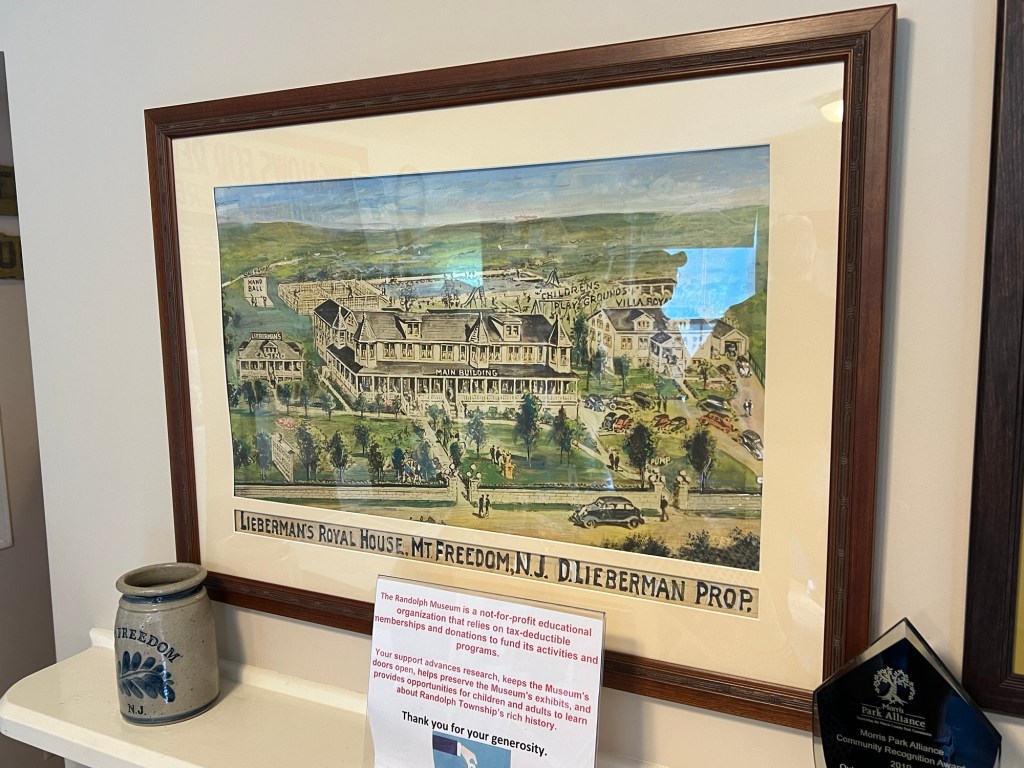 HAND
BALL
LIEBERMAN'S
CHILDRENS
PLAY GROUNDS
VILLA ROY
MAIN BUILDING
LIEBERMAN'S ROYAL HOUSE, MT. FREEDOM, N.J. D. LIEBERMAN PROP.
FREEDOM
N.J.
The Randolph Museum is a not-for-profit educational
organization that relies on tax-deductible
memberships and donations to fund its activities and
programs.
Your support advances research, keeps the Museum's
doors open, helps preserve the Museum's exhibits, and
provides opportunities for children and adults to learn
about Randolph Township's rich history.
Thank you for your generosity.
Morris
Park Alliance
Morris Park Alliance
Community Recognition Award
2019